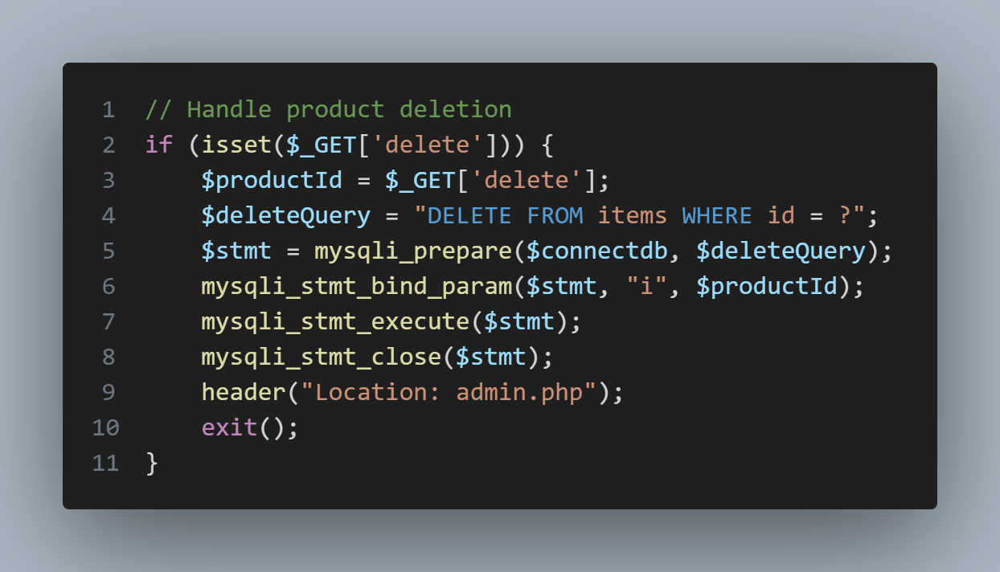 1 // Handle product deletion
2 if (isset($_GET['delete'])) {
3     $productId = $_GET['delete'];
4     $deleteQuery = "DELETE FROM items WHERE id = ?";
5     $stmt = mysqli_prepare($connectdb, $deleteQuery);
6     mysqli_stmt_bind_param($stmt, "i", $productId);
7     mysqli_stmt_execute($stmt);
8     mysqli_stmt_close($stmt);
9     header("Location: admin.php");
10     exit();
11 }